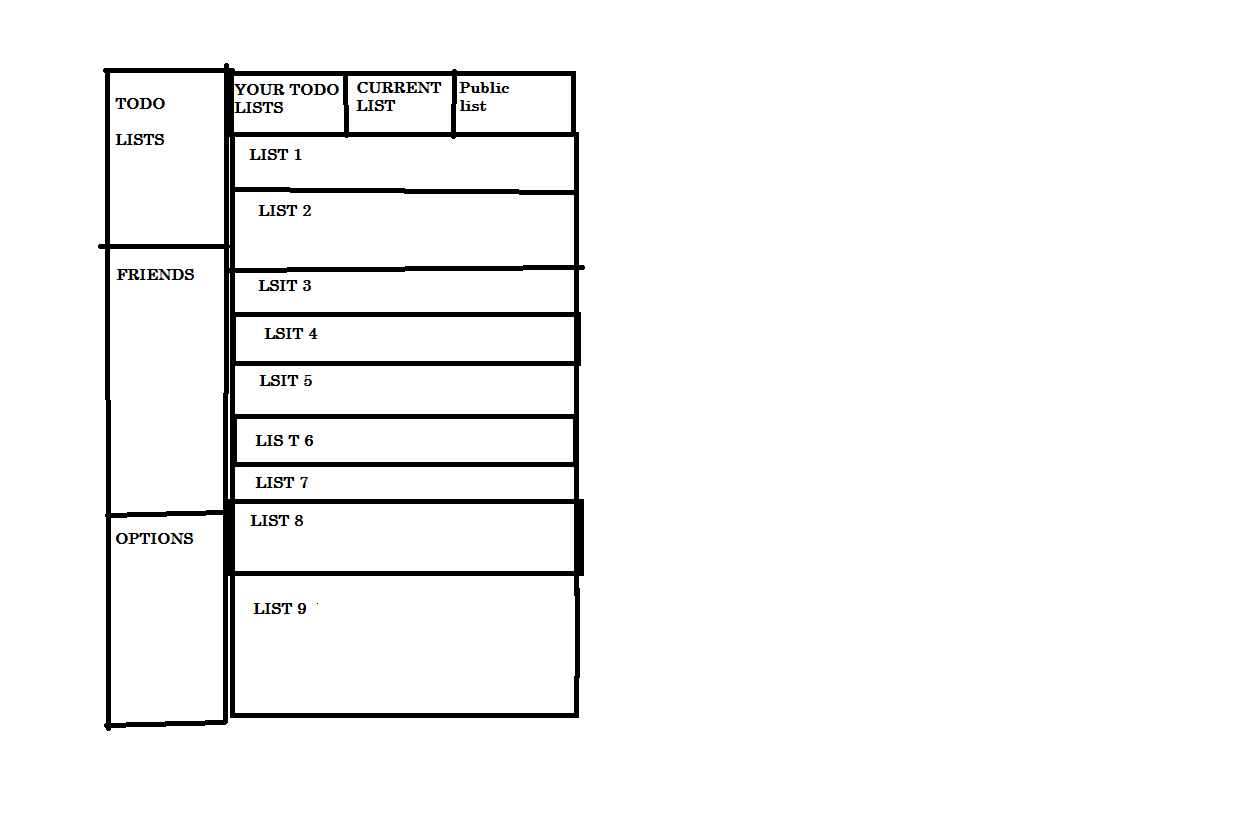 TODO
LISTS
FRIENDS
OPTIONS
YOUR TODO
LISTS
CURRENT
LIST
Public
list
LIST 1
LIST 2
LSIT 3
LSIT 4
LSIT 5
LIS T 6
LIST 7
LIST 8
LIST 9